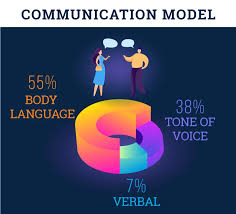 COMMUNICATION MODEL
55%
BODY
LANGUAGE
38%
TONE OF
VOICE
7%
VERBAL